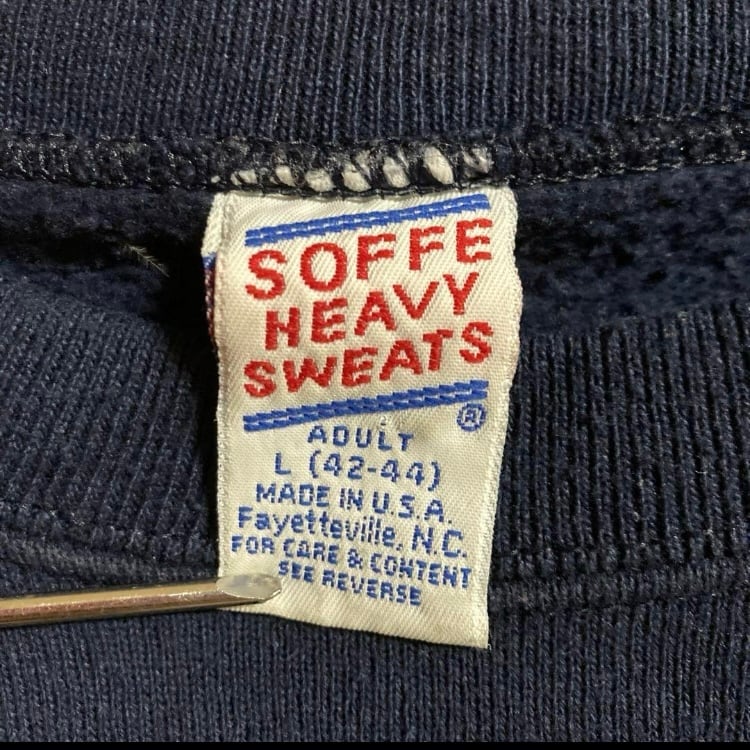 SOFFE
HEAVY
SWEATS
®
ADULT
L (42-44)
MADE IN U.S.A.
Fayetteville, N.C.
FOR CARE & CONTENT
SEE REVERSE